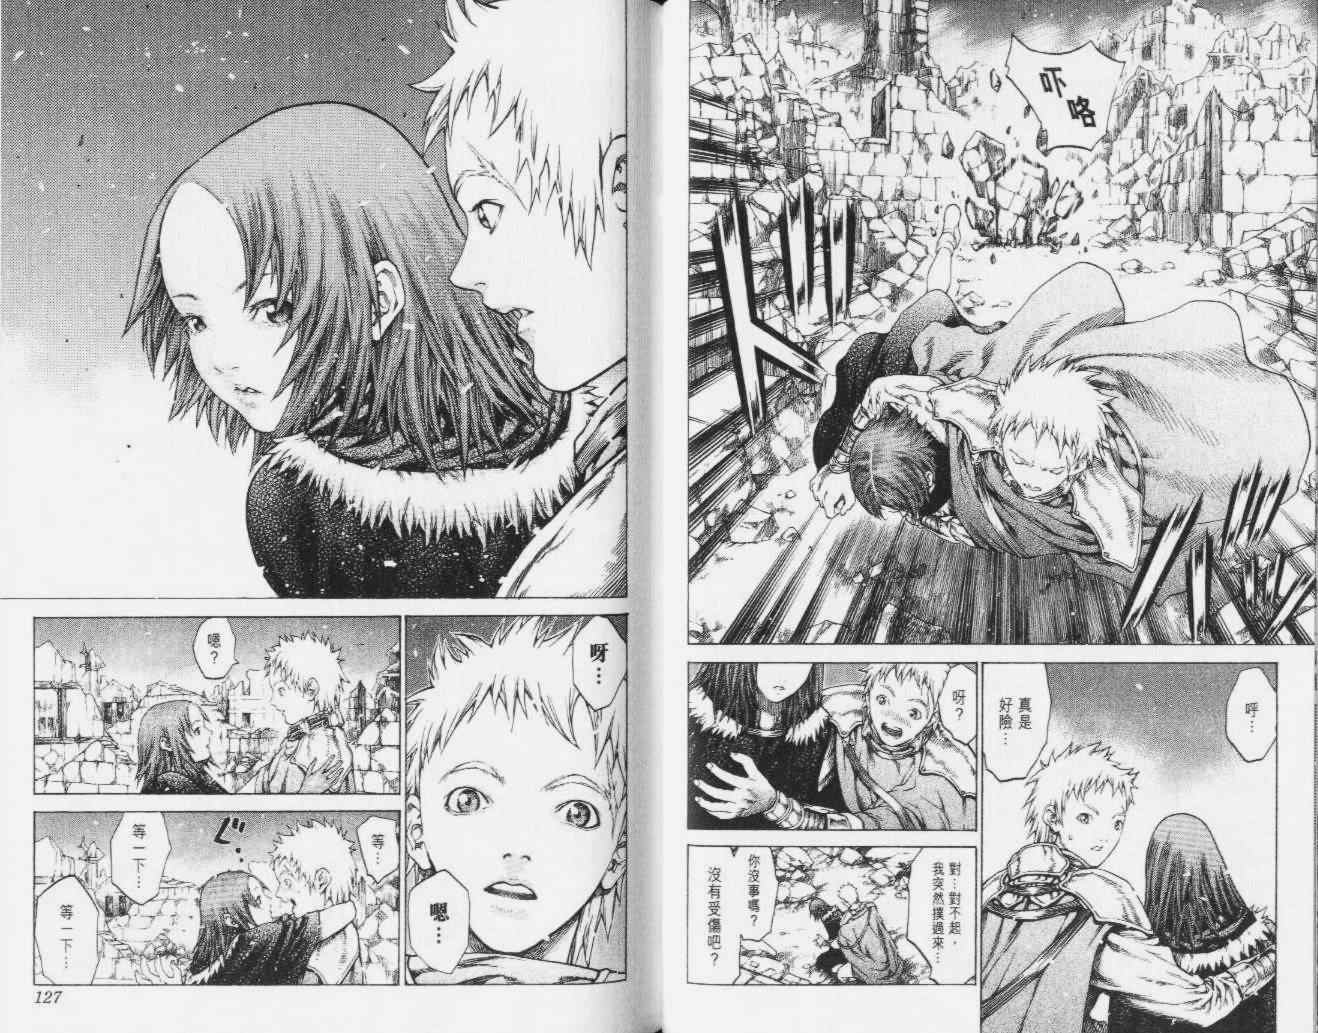 吓
咯
呼…
真是
好險…
呀？
對…對不起，
我突然撲過來…
你沒事嗎？
沒有受傷吧？
呀…
嗯…
嗯？
等…
ど…
等一下…
等一下…
127